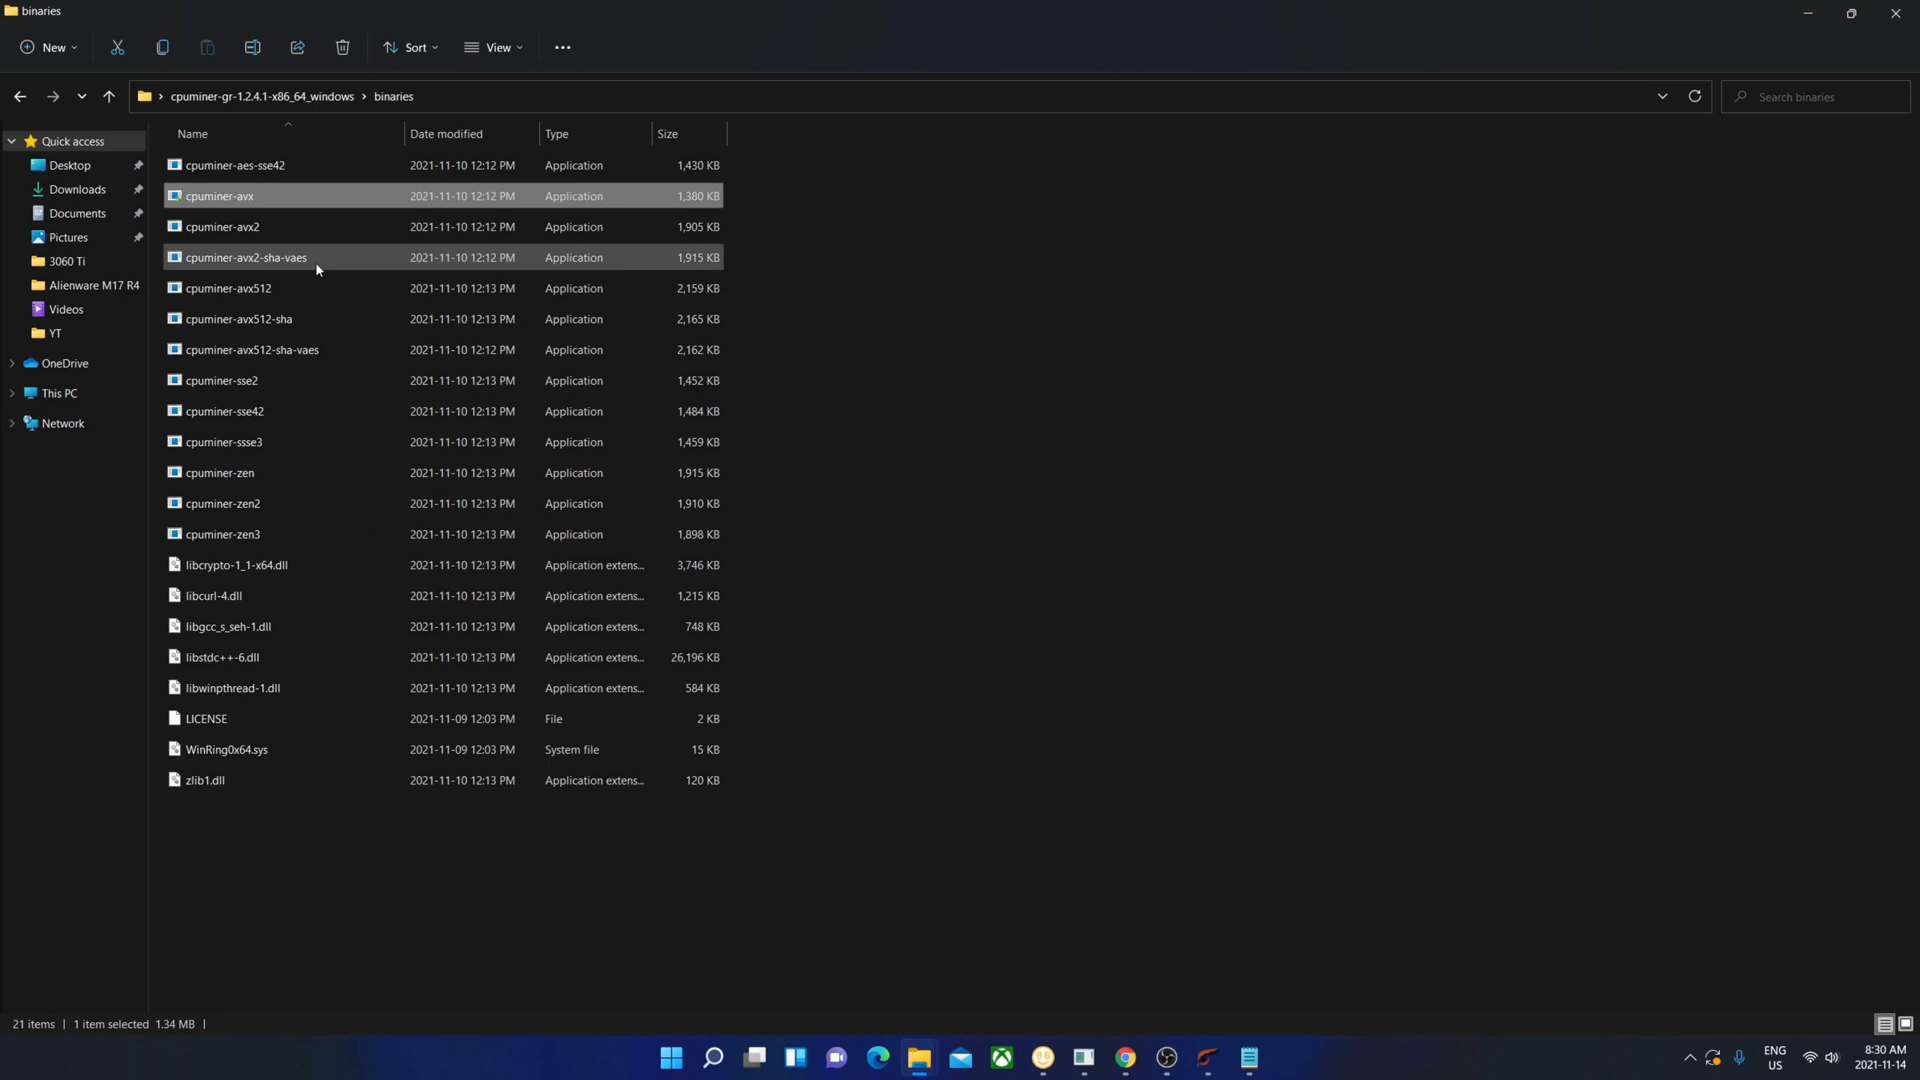 binaries
New
Sort
View
cpuminer-gr-1.2.4.1-x86_64_windows > binaries
Search binaries
Name Date modified Type Size
Quick access
Desktop
Downloads
Documents
Pictures
3060 Ti
Alienware M17 R4
Videos
YT
OneDrive
This PC
Network
cpuminer-aes-sse42 2021-11-10 12:12 PM Application 1,430 KB
cpuminer-avx 2021-11-10 12:12 PM Application 1,380 KB
cpuminer-avx2 2021-11-10 12:12 PM Application 1,905 KB
cpuminer-avx2-sha-vaes 2021-11-10 12:12 PM Application 1,915 KB
cpuminer-avx512 2021-11-10 12:13 PM Application 2,159 KB
cpuminer-avx512-sha 2021-11-10 12:13 PM Application 2,165 KB
cpuminer-avx512-sha-vaes 2021-11-10 12:12 PM Application 2,162 KB
cpuminer-sse2 2021-11-10 12:13 PM Application 1,452 KB
cpuminer-sse42 2021-11-10 12:13 PM Application 1,484 KB
cpuminer-ssse3 2021-11-10 12:13 PM Application 1,459 KB
cpuminer-zen 2021-11-10 12:13 PM Application 1,915 KB
cpuminer-zen2 2021-11-10 12:13 PM Application 1,910 KB
cpuminer-zen3 2021-11-10 12:13 PM Application 1,898 KB
libcrypto-1_1-x64.dll 2021-11-10 12:13 PM Application extens... 3,746 KB
libcurl-4.dll 2021-11-10 12:13 PM Application extens... 1,215 KB
libgcc_s_seh-1.dll 2021-11-10 12:13 PM Application extens... 748 KB
libstdc++-6.dll 2021-11-10 12:13 PM Application extens... 26,196 KB
libwinpthread-1.dll 2021-11-10 12:13 PM Application extens... 584 KB
LICENSE 2021-11-09 12:03 PM File 2 KB
WinRing0x64.sys 2021-11-09 12:03 PM System file 15 KB
zlib1.dll 2021-11-10 12:13 PM Application extens... 120 KB
21 items | 1 item selected 1.34 MB |
ENG
US
8:30 AM
2021-11-14